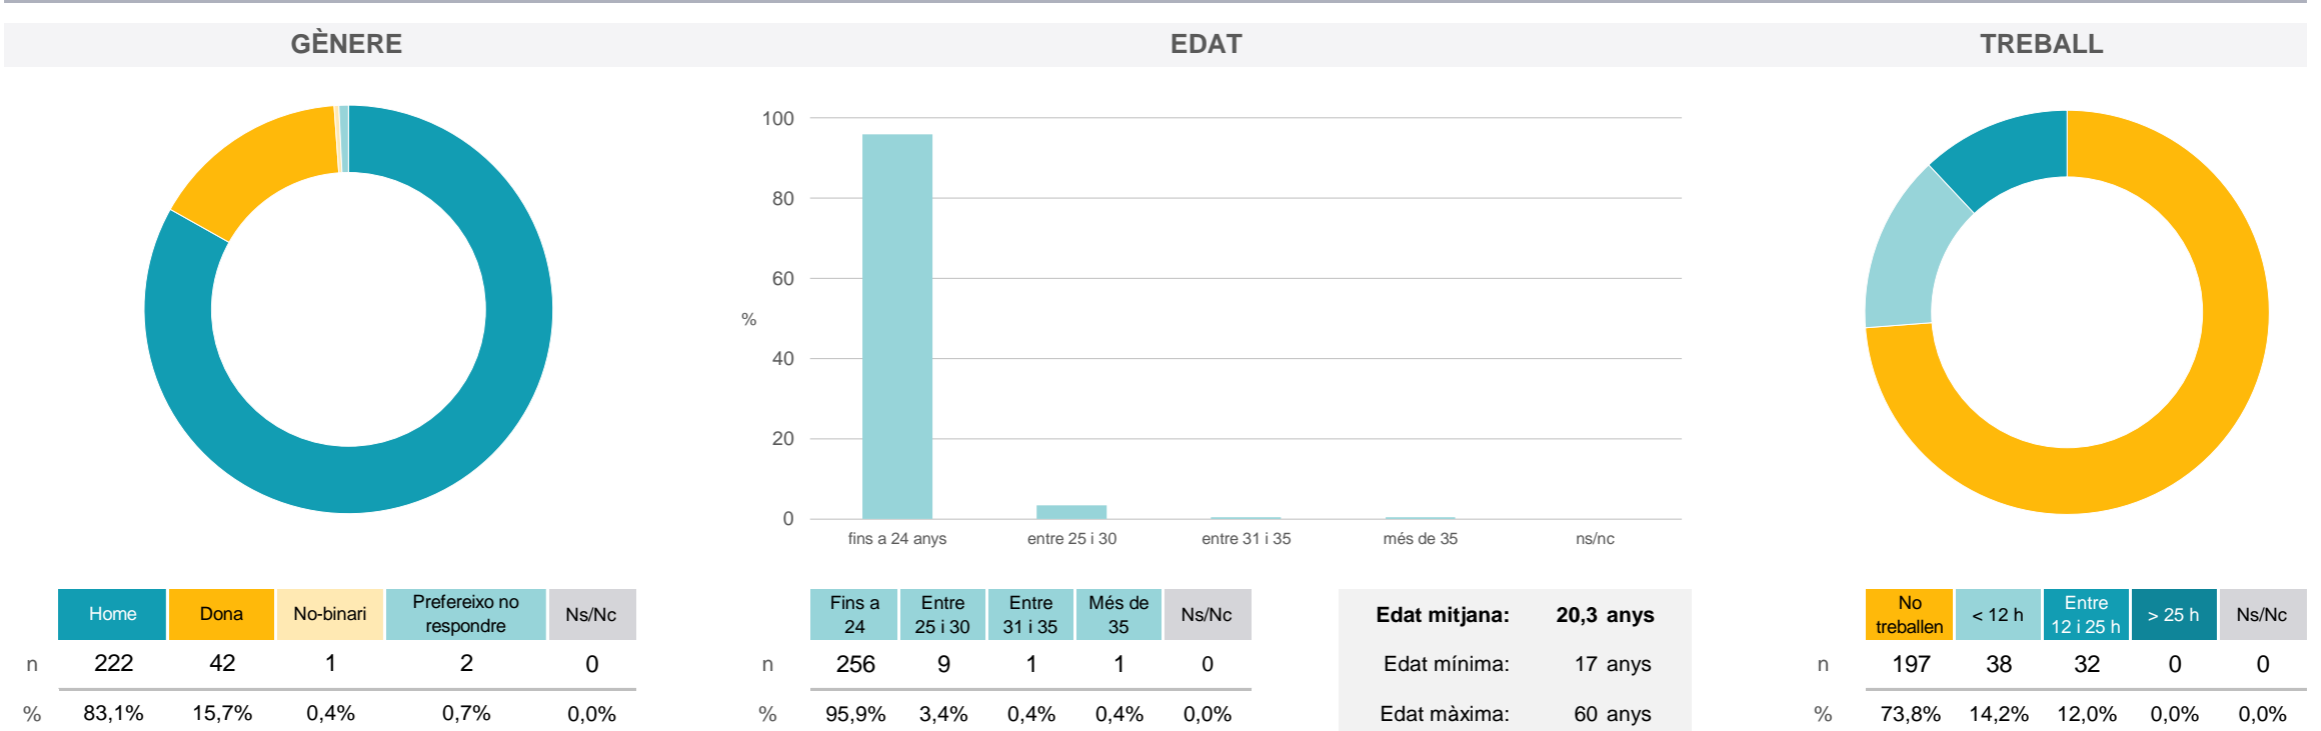 GÈNERE
EDAT
TREBALL
100
80
60
40
20
0
%
fins a 24 anys
entre 25 i 30
entre 31 i 35
més de 35
ns/nc
Home
Dona
No-binari
Prefereixo no
respondre
Ns/Nc
n 222 42 1 2 0
% 83,1% 15,7% 0,4% 0,7% 0,0%
Fins a
24
Entre
25 i 30
Entre
31 i 35
Més de
35
Ns/Nc
n 256 9 1 1 0
% 95,9% 3,4% 0,4% 0,4% 0,0%
Edat mitjana: 20,3 anys
Edat mínima: 17 anys
Edat màxima: 60 anys
No
treballen
< 12 h
Entre
12 i 25 h
> 25 h
Ns/Nc
n 197 38 32 0 0
% 73,8% 14,2% 12,0% 0,0% 0,0%